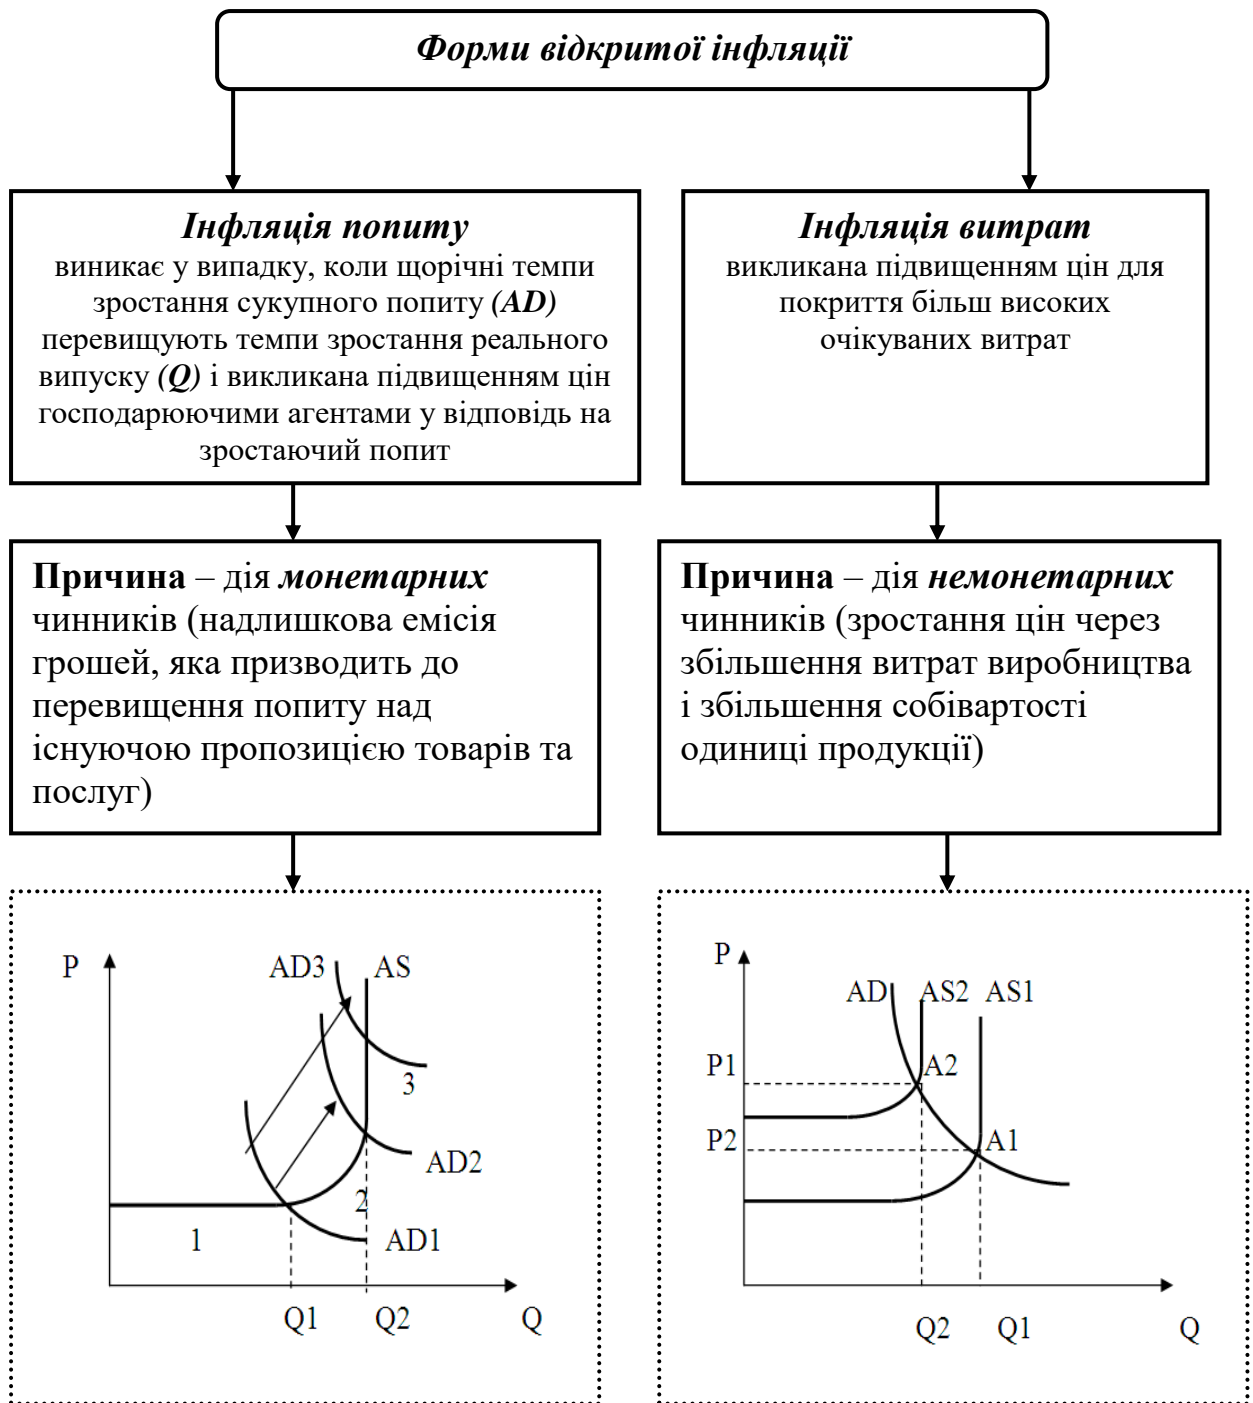 Форми відкритої інфляції
Інфляція попиту
виникає у випадку, коли щорічні темпи
зростання сукупного попиту (AD)
перевищують темпи зростання реального
випуску (Q) і викликана підвищенням цін
господарюючими агентами у відповідь на
зростаючий попит
Інфляція витрат
викликана підвищенням цін для
покриття більш високих
очікуваних витрат
Причина – дія монетарних
чинників (надлишкова емісія
грошей, яка призводить до
перевищення попиту над
існуючою пропозицією товарів та
послуг)
Причина – дія немонетарних
чинників (зростання цін через
збільшення витрат виробництва
і збільшення собівартості
одиниці продукції)
P
AD3
AS
3
AD2
2
1
AD1
Q1
Q2
Q
P
AD
AS2
AS1
P1
A2
P2
A1
Q2
Q1
Q